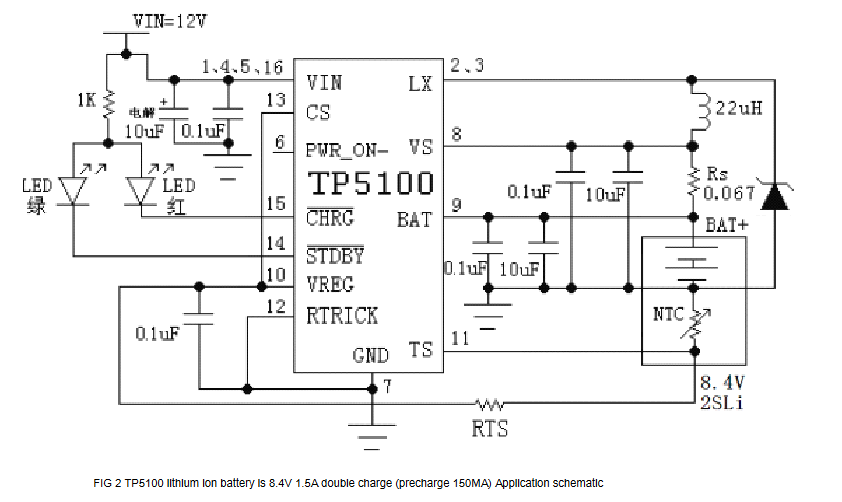 VIN=12V
1、4、5、16
VIN
LX
2、3
1K
电解
+
10uF
0.1uF
13
CS
22uH
6
PWR_ON-
VS
8
TP5100
LED
绿
LED
红
0.1uF
10uF
Rs
0.067
15
CHRG
BAT
9
BAT+
14
STDBY
0.1uF
10uF
10
VREG
12
RTRICK
NTC
0.1uF
GND
TS
11
7
8.4V
2SLi
RTS
FIG 2 TP5100 lithium ion battery is 8.4V 1.5A double charge (precharge 150MA) Application schematic